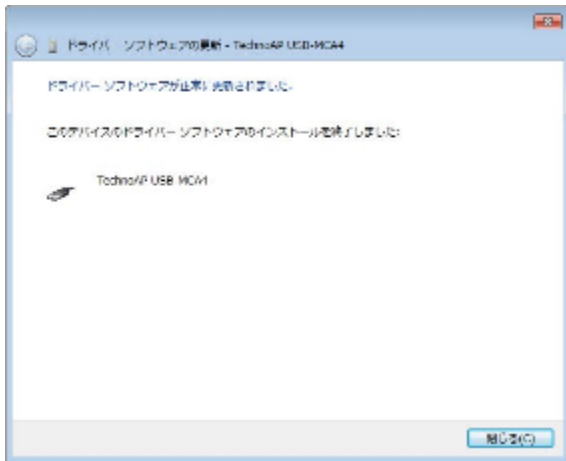 ドライバー ソフトウェアの更新 - TechnoAP USB-MCA4
ドライバー ソフトウェアが正常に更新されました。
このデバイスのドライバー ソフトウェアのインストールを終了しました:
TechnoAP USB-MCA4
閉じる(C)